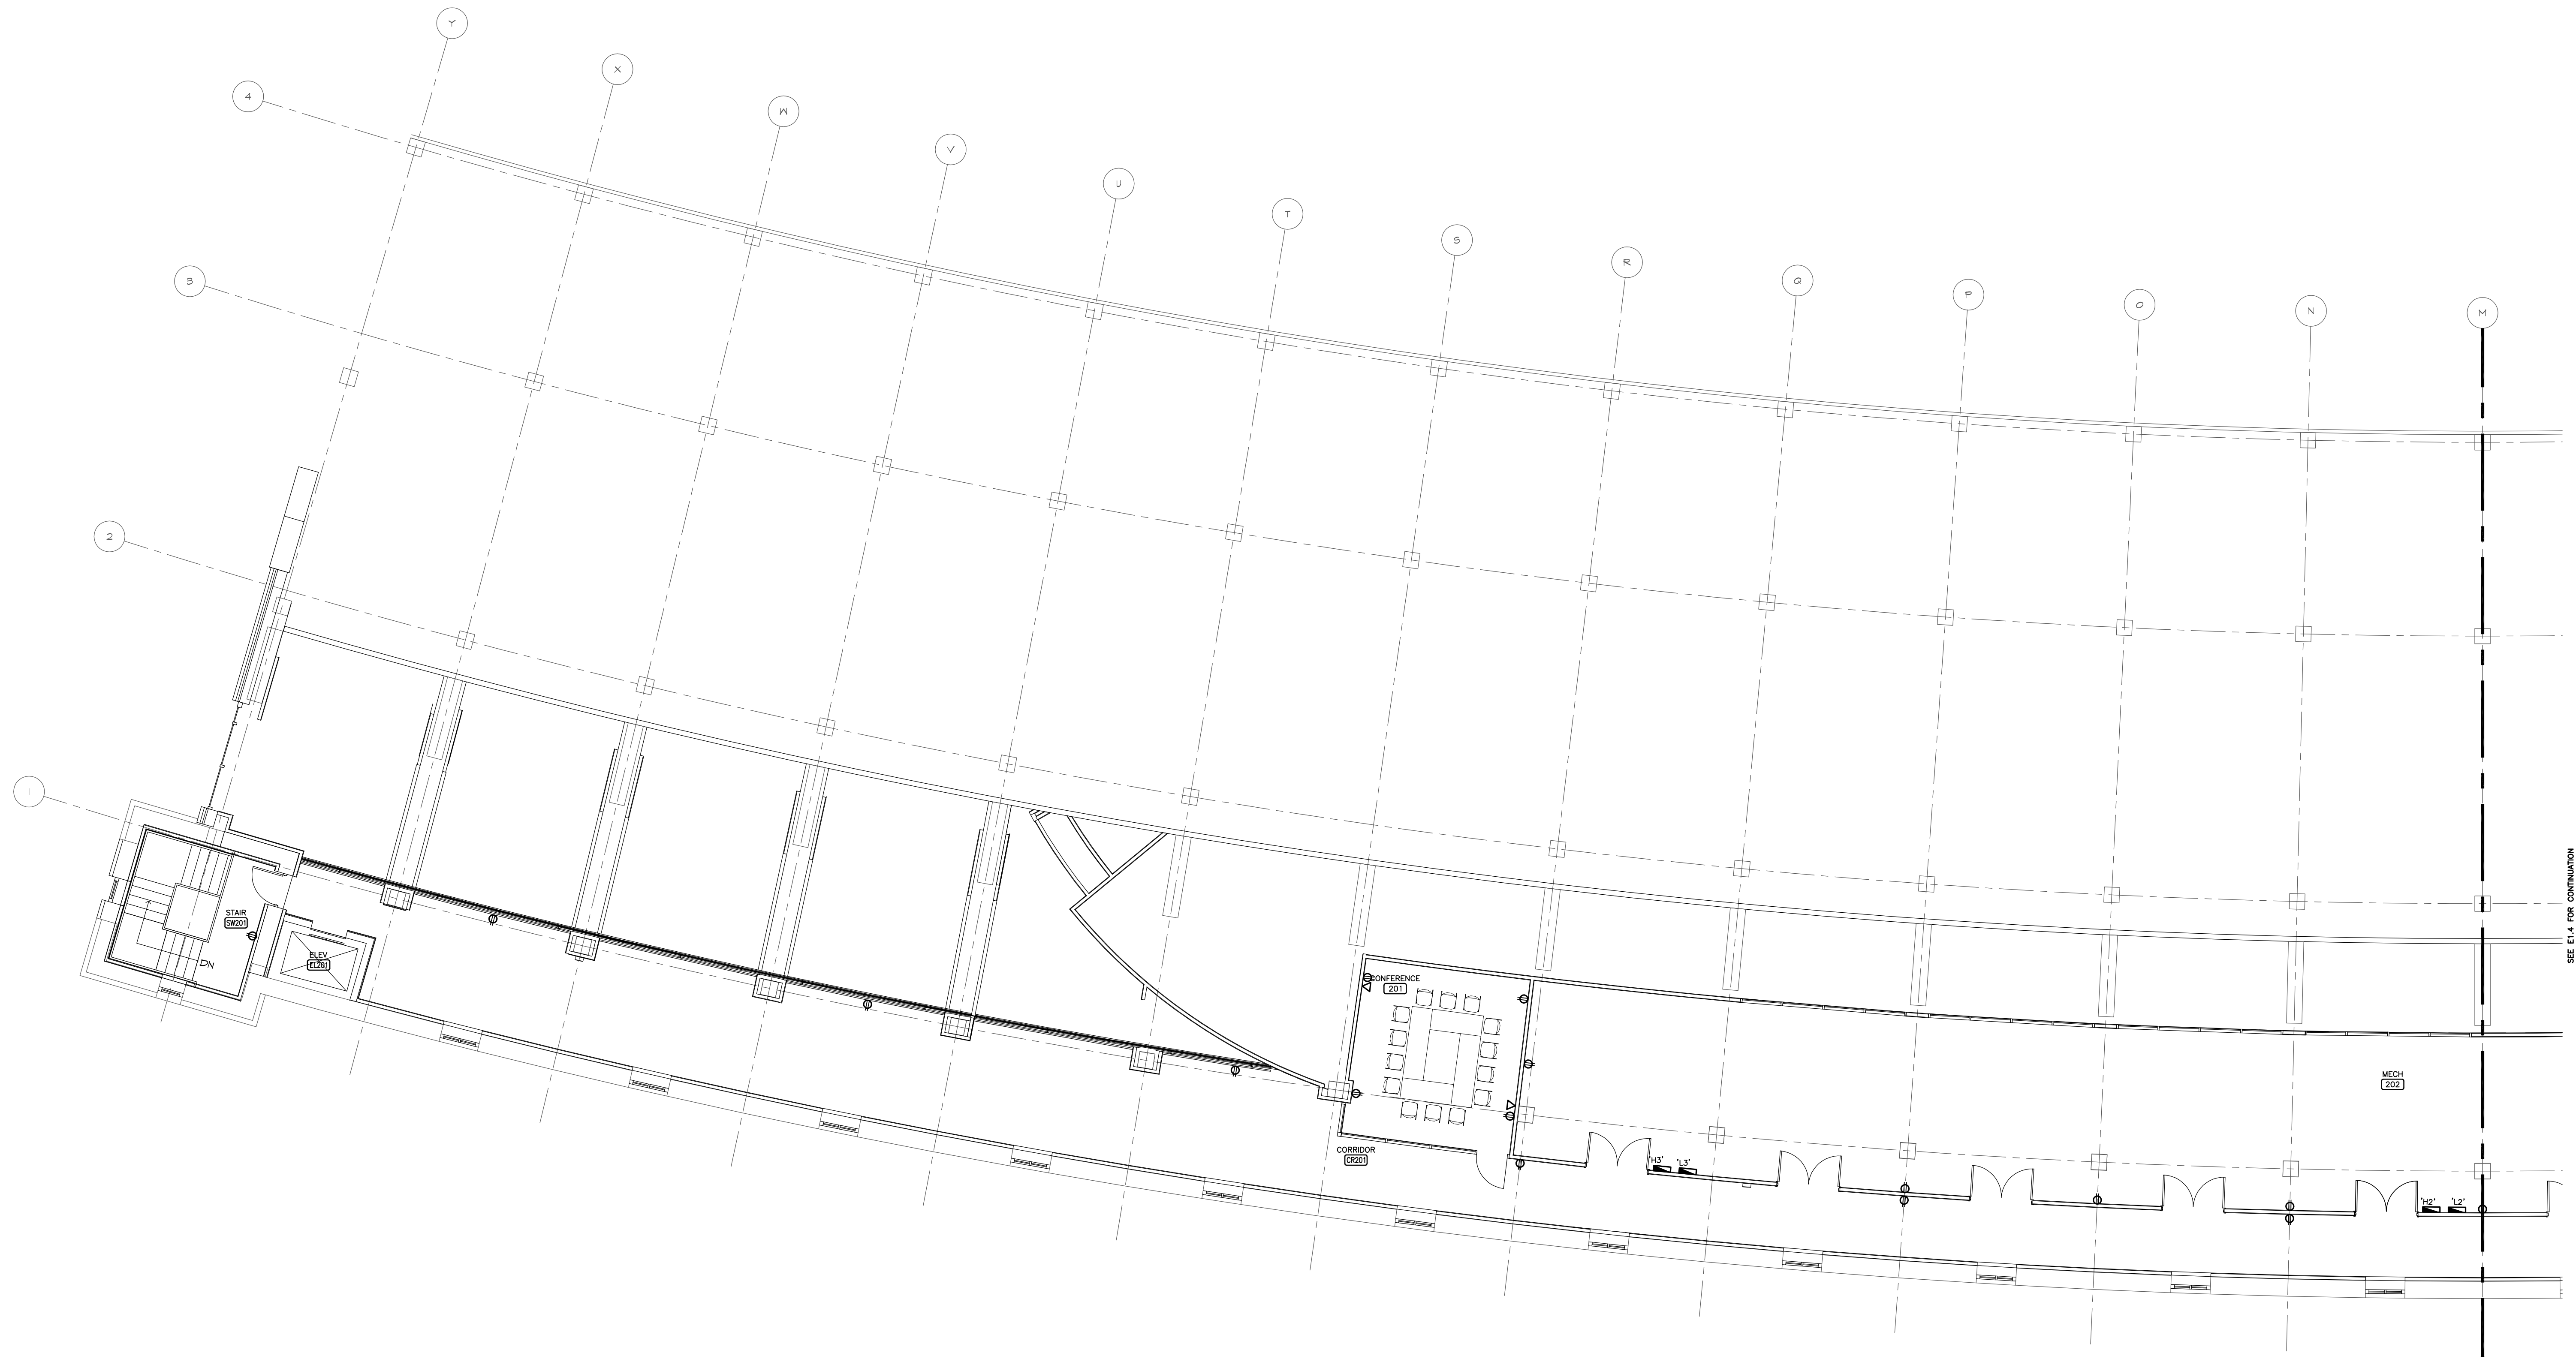 Y
X
W
V
U
T
S
R
Q
P
O
N
M
4
3
2
1
STAIR
SW201
DN
ELEV
EL201
CONFERENCE
201
CORRIDOR
CR201
'H3' 'L3'
MECH
202
'H2' 'L2'
SEE E1.4 FOR CONTINUATION